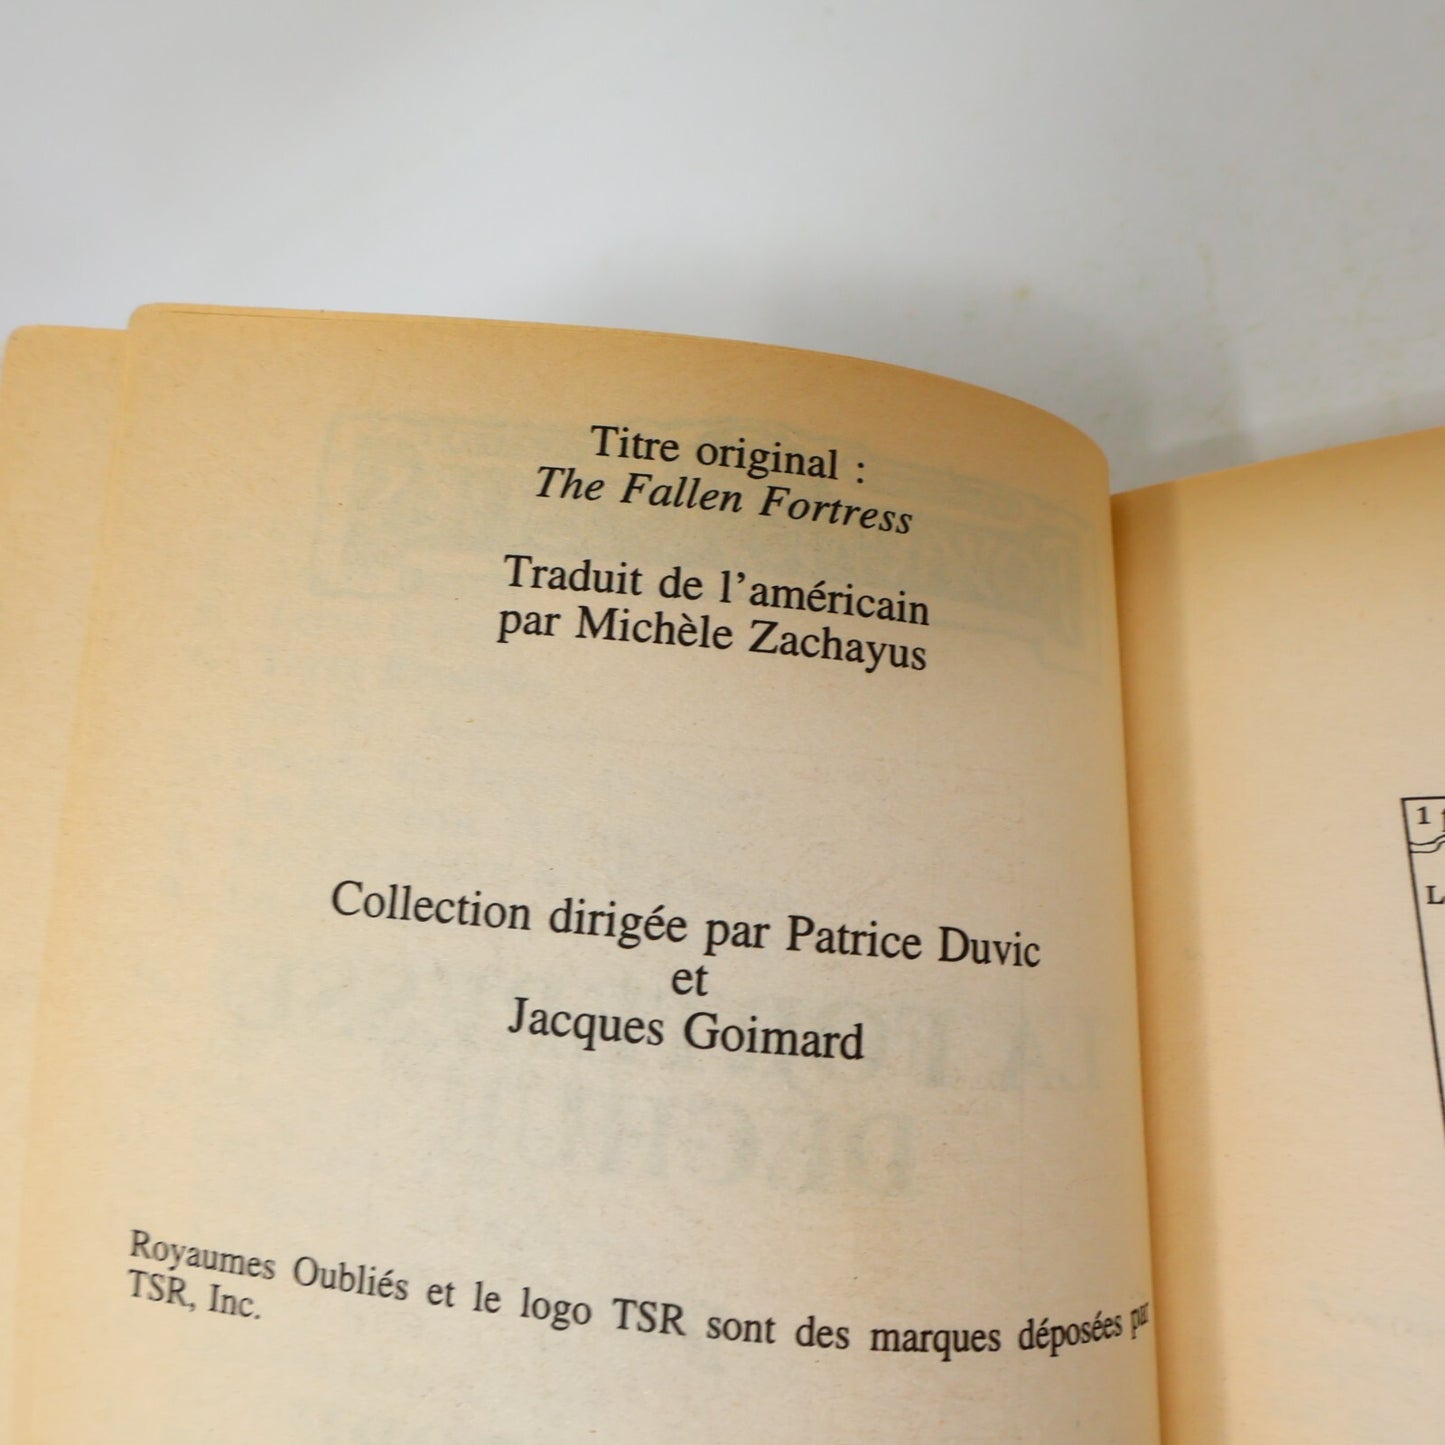 Titre original :
The Fallen Fortress
Traduit de l'américain
par Michèle Zachayus
Collection dirigée par Patrice Duvic
et
Jacques Goimard
Royaumes Oubliés et le logo TSR sont des marques déposées par
TSR, Inc.
1
L